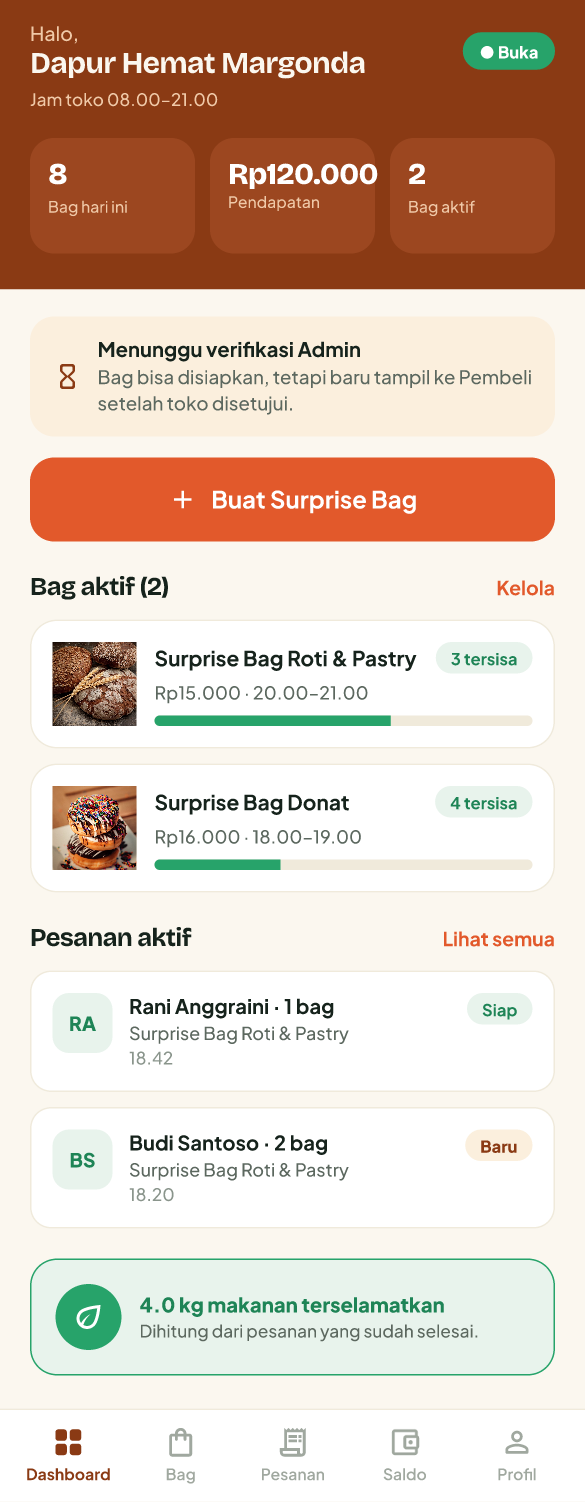 Halo,
Dapur Hemat Margonda
Buka
Jam toko 08.00–21.00
8
Bag hari ini
Rp120.000
Pendapatan
2
Bag aktif
Menunggu verifikasi Admin
Bag bisa disiapkan, tetapi baru tampil ke Pembeli
setelah toko disetujui.
+ Buat Surprise Bag
Bag aktif (2)
Kelola
Surprise Bag Roti & Pastry
3 tersisa
Rp15.000 · 20.00–21.00
Surprise Bag Donat
4 tersisa
Rp16.000 · 18.00–19.00
Pesanan aktif
Lihat semua
RA
Rani Anggraini · 1 bag
Siap
Surprise Bag Roti & Pastry
18.42
BS
Budi Santoso · 2 bag
Baru
Surprise Bag Roti & Pastry
18.20
4.0 kg makanan terselamatkan
Dihitung dari pesanan yang sudah selesai.
Dashboard
Bag
Pesanan
Saldo
Profil